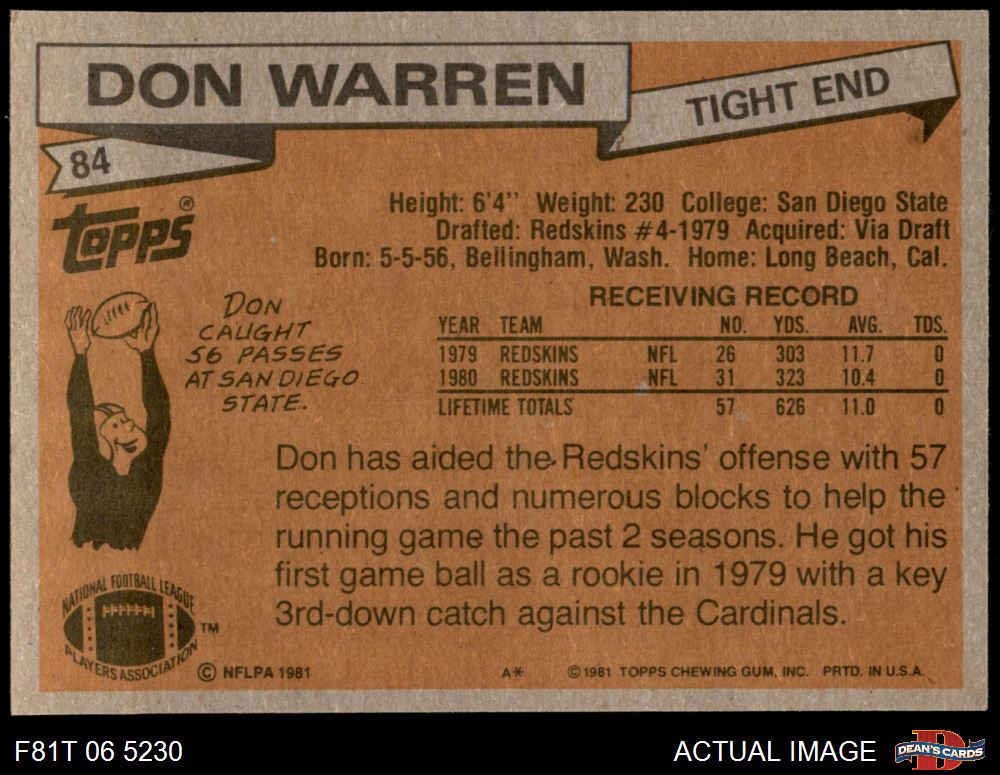 DON WARREN
TIGHT END
84
TOPPS®
Height: 6'4'' Weight: 230 College: San Diego State
Drafted: Redskins #4-1979 Acquired: Via Draft
Born: 5-5-56, Bellingham, Wash. Home: Long Beach, Cal.
DON
CAUGHT
56 PASSES
AT SAN DIEGO
STATE.
RECEIVING RECORD
YEAR TEAM NO. YDS. AVG. TDS.
1979 REDSKINS NFL 26 303 11.7 0
1980 REDSKINS NFL 31 323 10.4 0
LIFETIME TOTALS 57 626 11.0 0
Don has aided the Redskins' offense with 57
receptions and numerous blocks to help the
running game the past 2 seasons. He got his
first game ball as a rookie in 1979 with a key
3rd-down catch against the Cardinals.
NATIONAL FOOTBALL LEAGUE
PLAYERS ASSOCIATION
TM
© NFLPA 1981 A* ©1981 TOPPS CHEWING GUM, INC. PRTD. IN U.S.A.
F81T 06 5230 ACTUAL IMAGE
D
DEAN'S CARDS